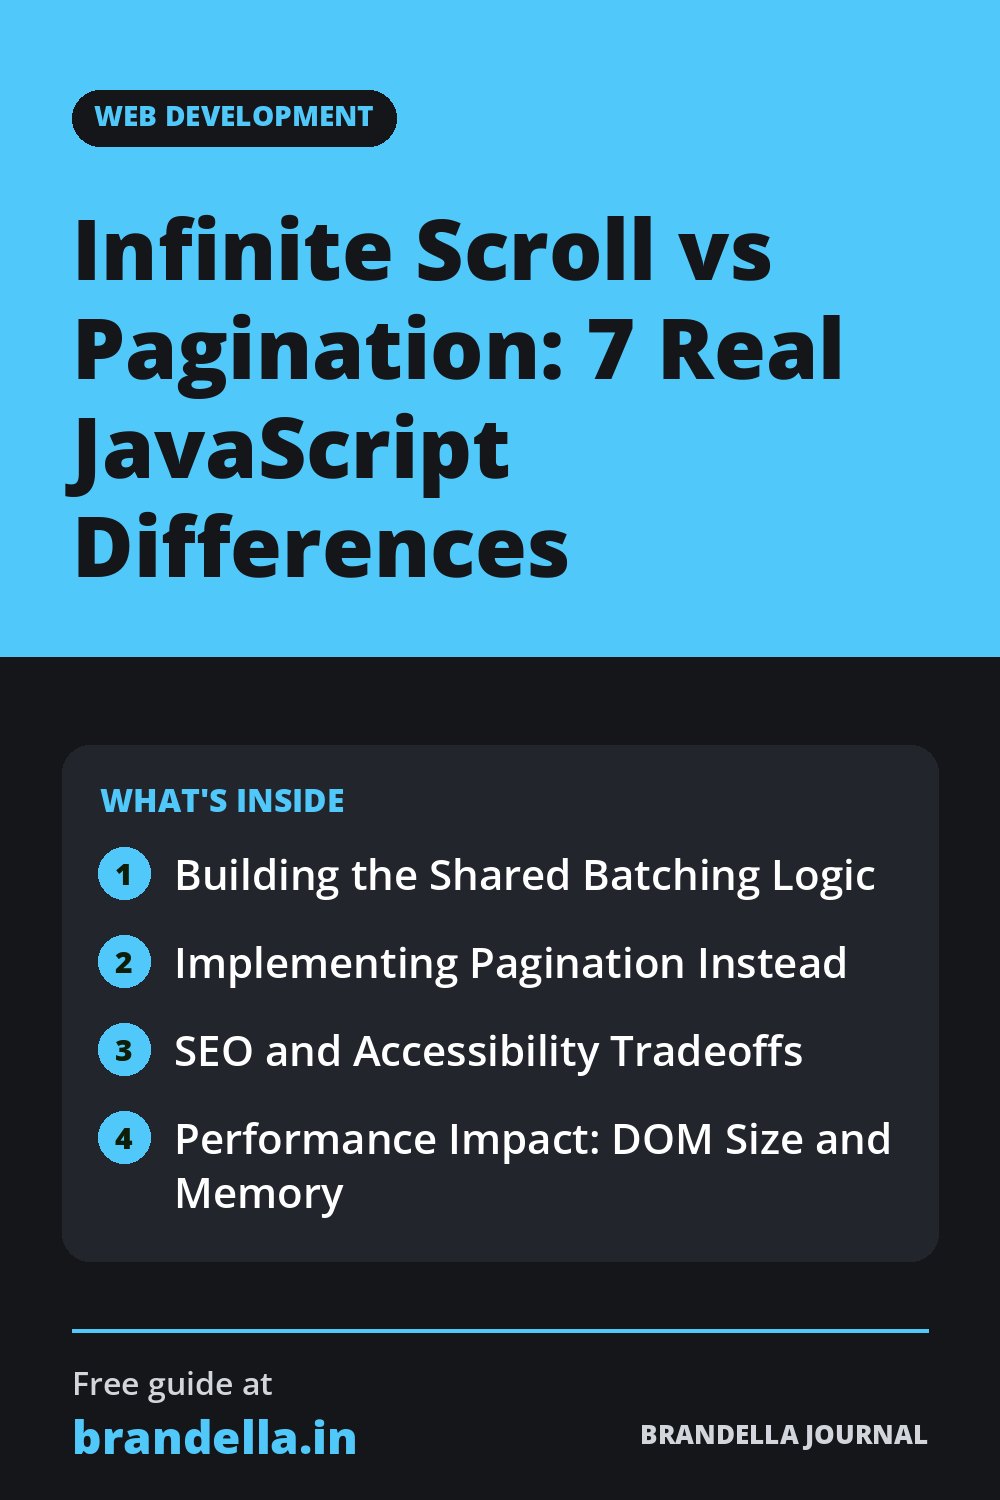 WEB DEVELOPMENT
Infinite Scroll vs
Pagination: 7 Real
JavaScript
Differences
WHAT'S INSIDE
1 Building the Shared Batching Logic
2 Implementing Pagination Instead
3 SEO and Accessibility Tradeoffs
4 Performance Impact: DOM Size and
Memory
Free guide at
brandella.in
BRANDELLA JOURNAL